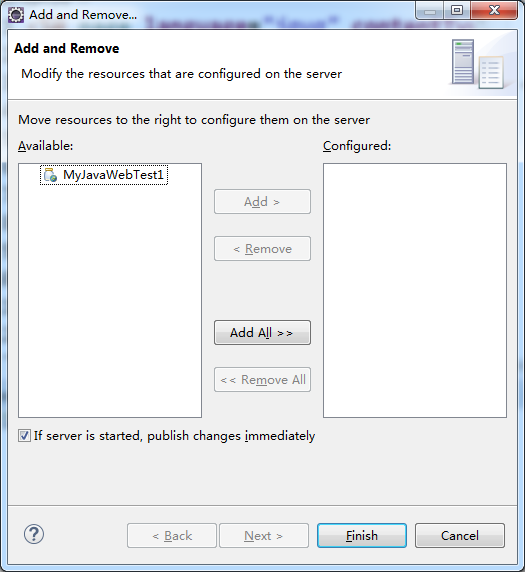 Add and Remove...
Add and Remove
Modify the resources that are configured on the server
Move resources to the right to configure them on the server
Available:
Configured:
MyJavaWebTest1
Add >
< Remove
Add All >>
<< Remove All
If server is started, publish changes immediately
?
< Back
Next >
Finish
Cancel